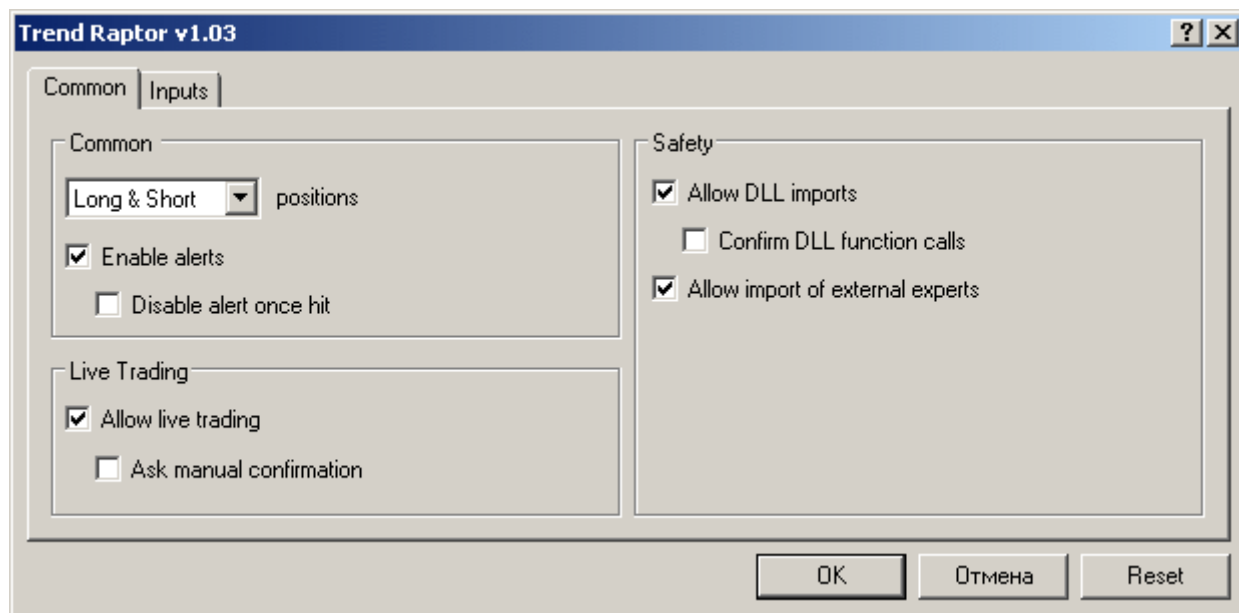 Trend Raptor v1.03
Common
Inputs
Common
Long & Short
positions
Enable alerts
Disable alert once hit
Live Trading
Allow live trading
Ask manual confirmation
Safety
Allow DLL imports
Confirm DLL function calls
Allow import of external experts
OK
Отмена
Reset